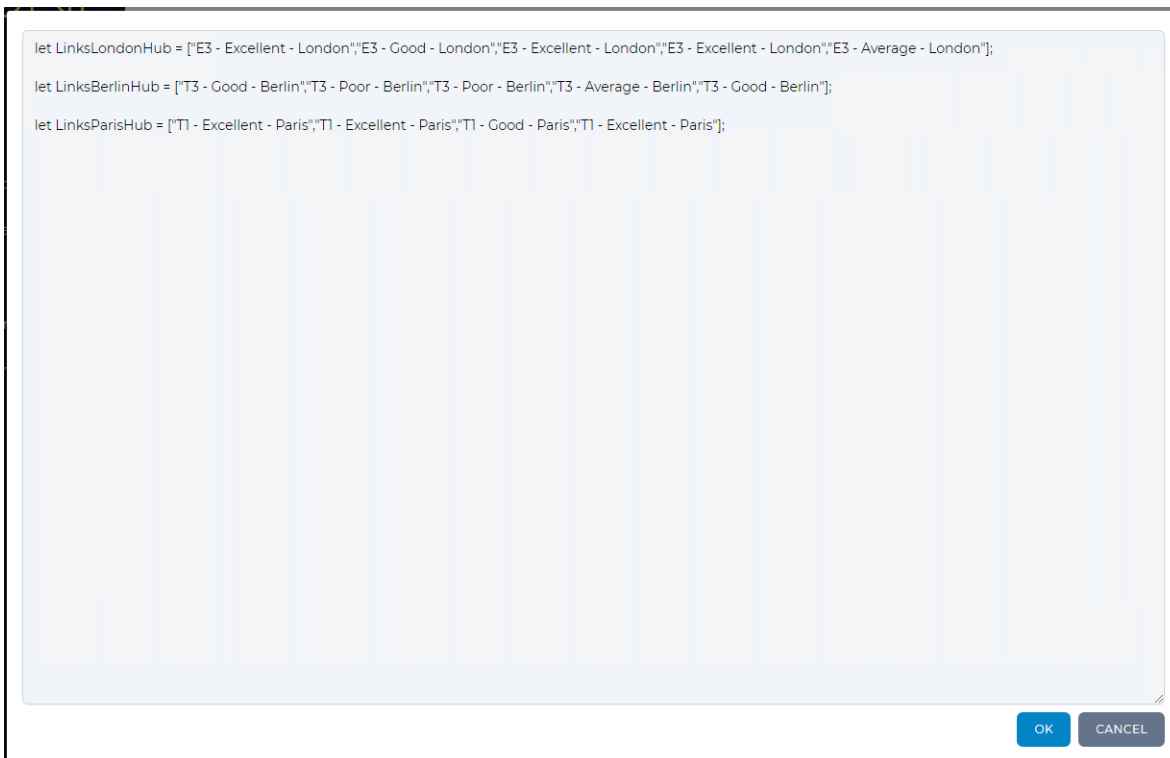 let LinksLondonHub = ["E3 - Excellent - London","E3 - Good - London","E3 - Excellent - London","E3 - Excellent - London","E3 - Average - London"];
let LinksBerlinHub = ["T3 - Good - Berlin","T3 - Poor - Berlin","T3 - Poor - Berlin","T3 - Average - Berlin","T3 - Good - Berlin"];
let LinksParisHub = ["T1 - Excellent - Paris","T1 - Excellent - Paris","T1 - Good - Paris","T1 - Excellent - Paris"];
OK CANCEL